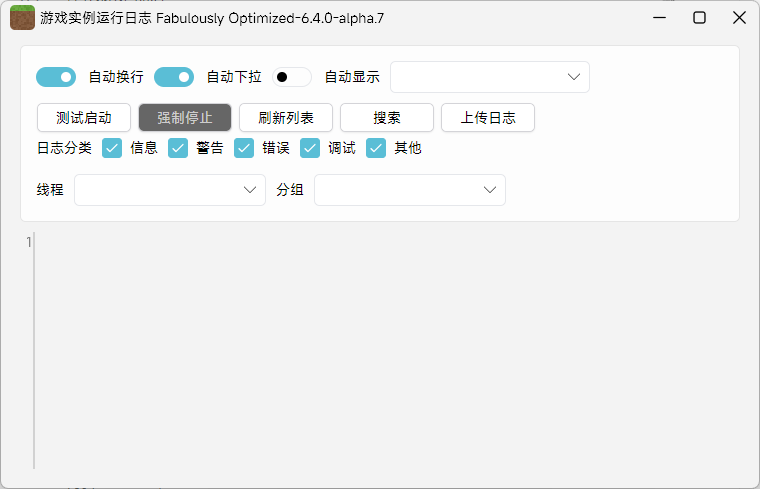 游戏实例运行日志 Fabulously Optimized-6.4.0-alpha.7
自动换行 自动下拉 自动显示
测试启动 强制停止 刷新列表 搜索 上传日志
日志分类 信息 警告 错误 调试 其他
线程 分组
1